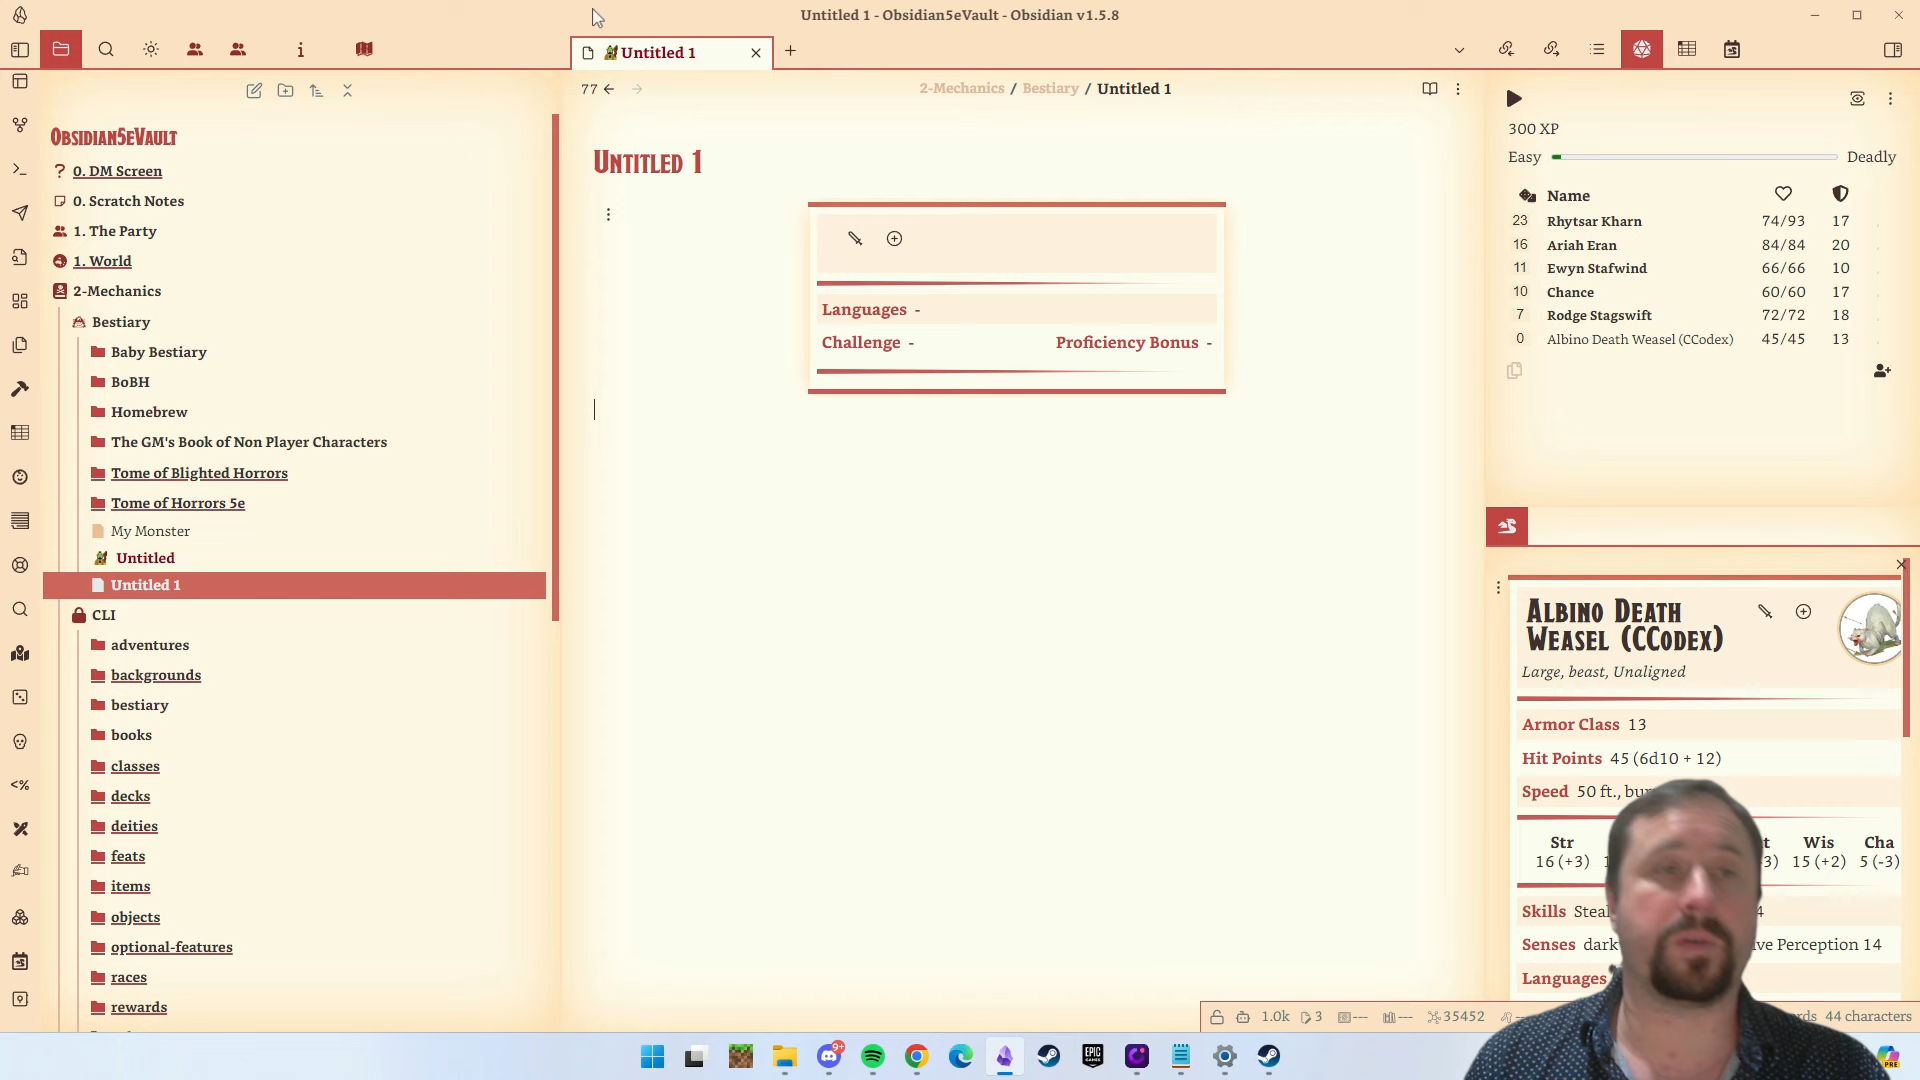 Untitled 1 - Obsidian5eVault - Obsidian v1.5.8
Untitled 1
77
2-Mechanics / Bestiary / Untitled 1
Obsidian5eVault
0. DM Screen
0. Scratch Notes
1. The Party
1. World
2-Mechanics
Bestiary
Baby Bestiary
BoBH
Homebrew
The GM's Book of Non Player Characters
Tome of Blighted Horrors
Tome of Horrors 5e
My Monster
Untitled
Untitled 1
CLI
adventures
backgrounds
bestiary
books
classes
decks
deities
feats
items
objects
optional-features
races
rewards
Untitled 1
Languages -
Challenge - Proficiency Bonus -
300 XP
Easy Deadly
Name
23 Rhytsar Kharn 74/93 17
16 Ariah Eran 84/84 20
11 Ewyn Stafwind 66/66 10
10 Chance 60/60 17
7 Rodge Stagswift 72/72 18
0 Albino Death Weasel (CCodex) 45/45 13
Albino Death
Weasel (CCodex)
Large, beast, Unaligned
Armor Class 13
Hit Points 45 (6d10 + 12)
Speed 50 ft.,
Str Wis Cha
16 (+3) 15 (+2) 5 (-3)
Skills
Senses Perception 14
Languages
1.0k 3 --- --- 35452 44 characters
9+
EPIC GAMES
PRE